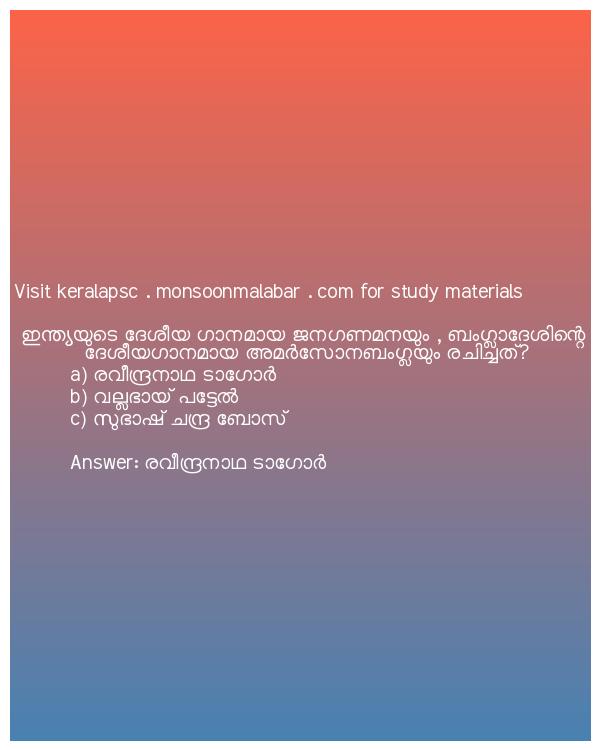 Visit keralapsc . monsoonmalabar . com for study materials
ഇന്ത്യയുടെ ദേശീയ ഗാനമായ ജനഗണമനയും , ബംഗ്ലാദേശിന്റെ
ദേശീയഗാനമായ അമർസോനബംഗ്ലയും രചിച്ചത്?
a) രവീന്ദ്രനാഥ ടാഗോർ
b) വല്ലഭായ് പട്ടേൽ
c) സുഭാഷ് ചന്ദ്ര ബോസ്
Answer: രവീന്ദ്രനാഥ ടാഗോർ